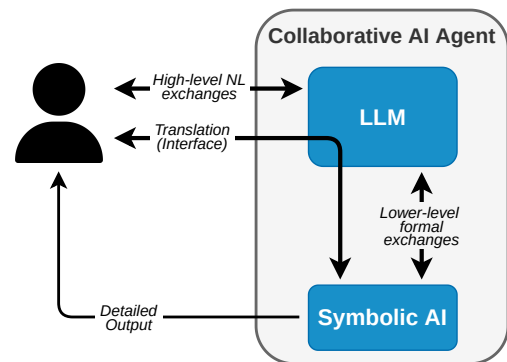 Collaborative AI Agent
High-level NL
exchanges
LLM
Translation
(Interface)
Lower-level
formal
exchanges
Detailed
Output
Symbolic AI